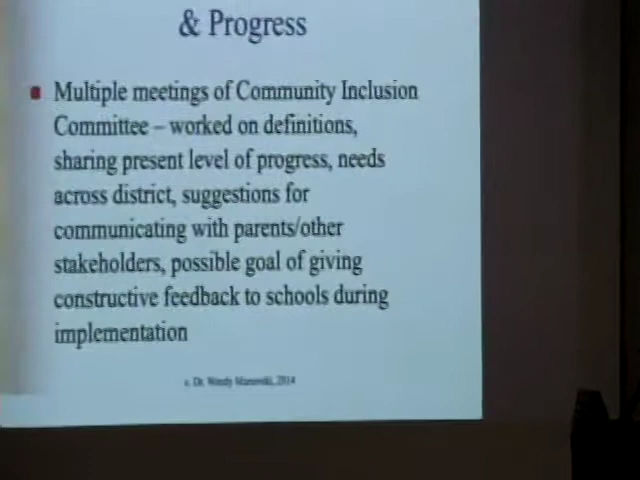 & Progress
Multiple meetings of Community Inclusion
Committee – worked on definitions,
sharing present level of progress, needs
across district, suggestions for
communicating with parents/other
stakeholders, possible goal of giving
constructive feedback to schools during
implementation
Dr. Wendy 2014